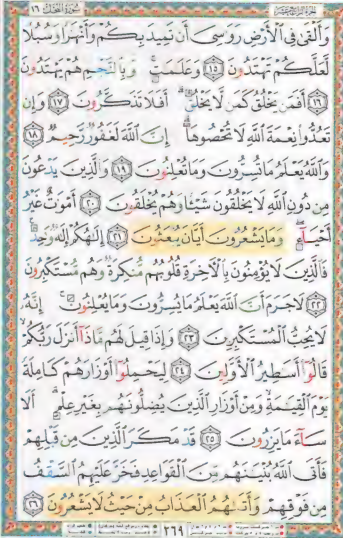 سورة النحل ١٦
وَأَلْقَىٰ فِي الْأَرْضِ رَوَاسِيَ أَن تَمِيدَ بِكُمْ وَأَنْهَارًا وَسُبُلًا
لَّعَلَّكُمْ تَهْتَدُونَ ١٥ وَعَلَامَاتٍ ۚ وَبِالنَّجْمِ هُمْ يَهْتَدُونَ
١٦ أَفَمَن يَخْلُقُ كَمَن لَّا يَخْلُقُ ۗ أَفَلَا تَذَكَّرُونَ ١٧ وَإِن
تَعُدُّوا نِعْمَةَ اللَّهِ لَا تُحْصُوهَا ۗ إِنَّ اللَّهَ لَغَفُورٌ رَّحِيمٌ ١٨
وَاللَّهُ يَعْلَمُ مَا تُسِرُّونَ وَمَا تُعْلِنُونَ ١٩ وَالَّذِينَ يَدْعُونَ
مِن دُونِ اللَّهِ لَا يَخْلُقُونَ شَيْئًا وَهُمْ يُخْلَقُونَ ٢٠ أَمْوَاتٌ غَيْرُ
أَحْيَاءٍ ۖ وَمَا يَشْعُرُونَ أَيَّانَ يُبْعَثُونَ ٢١ إِلَٰهُكُمْ إِلَٰهٌ وَاحِدٌ ۚ
فَالَّذِينَ لَا يُؤْمِنُونَ بِالْآخِرَةِ قُلُوبُهُم مُّنكِرَةٌ وَهُم مُّسْتَكْبِرُونَ
٢٢ لَا جَرَمَ أَنَّ اللَّهَ يَعْلَمُ مَا يُسِرُّونَ وَمَا يُعْلِنُونَ ۚ إِنَّهُ
لَا يُحِبُّ الْمُسْتَكْبِرِينَ ٢٣ وَإِذَا قِيلَ لَهُم مَّاذَا أَنزَلَ رَبُّكُمْ ۙ
قَالُوا أَسَاطِيرُ الْأَوَّلِينَ ٢٤ لِيَحْمِلُوا أَوْزَارَهُمْ كَامِلَةً
يَوْمَ الْقِيَامَةِ ۙ وَمِنْ أَوْزَارِ الَّذِينَ يُضِلُّونَهُم بِغَيْرِ عِلْمٍ ۗ أَلَا
سَاءَ مَا يَزِرُونَ ٢٥ قَدْ مَكَرَ الَّذِينَ مِن قَبْلِهِمْ
فَأَتَى اللَّهُ بُنْيَانَهُم مِّنَ الْقَوَاعِدِ فَخَرَّ عَلَيْهِمُ السَّقْفُ
مِن فَوْقِهِمْ وَأَتَاهُمُ الْعَذَابُ مِنْ حَيْثُ لَا يَشْعُرُونَ ٢٦
٢٦٩